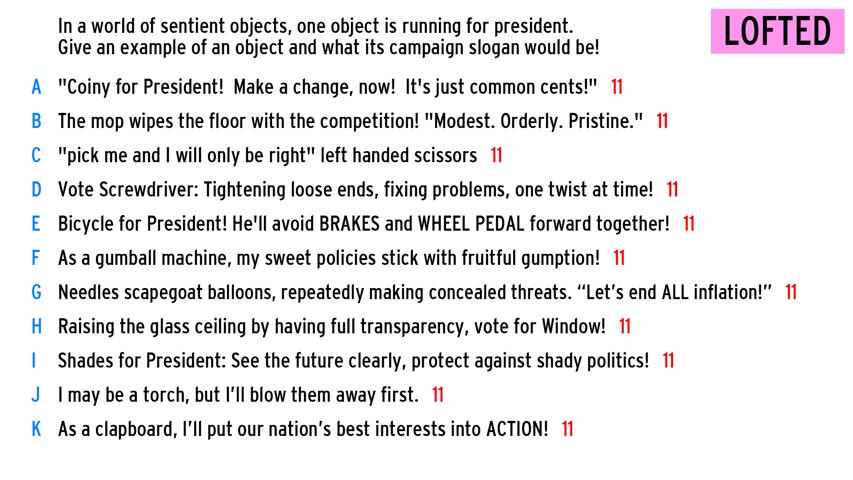 In a world of sentient objects, one object is running for president.
Give an example of an object and what its campaign slogan would be!
LOFTED
A "Coiny for President! Make a change, now! It's just common cents!" 11
B The mop wipes the floor with the competition! "Modest. Orderly. Pristine." 11
C "pick me and I will only be right" left handed scissors 11
D Vote Screwdriver: Tightening loose ends, fixing problems, one twist at time! 11
E Bicycle for President! He'll avoid BRAKES and WHEEL PEDAL forward together! 11
F As a gumball machine, my sweet policies stick with fruitful gumption! 11
G Needles scapegoat balloons, repeatedly making concealed threats. “Let’s end ALL inflation!” 11
H Raising the glass ceiling by having full transparency, vote for Window! 11
I Shades for President: See the future clearly, protect against shady politics! 11
J I may be a torch, but I’ll blow them away first. 11
K As a clapboard, I’ll put our nation’s best interests into ACTION! 11